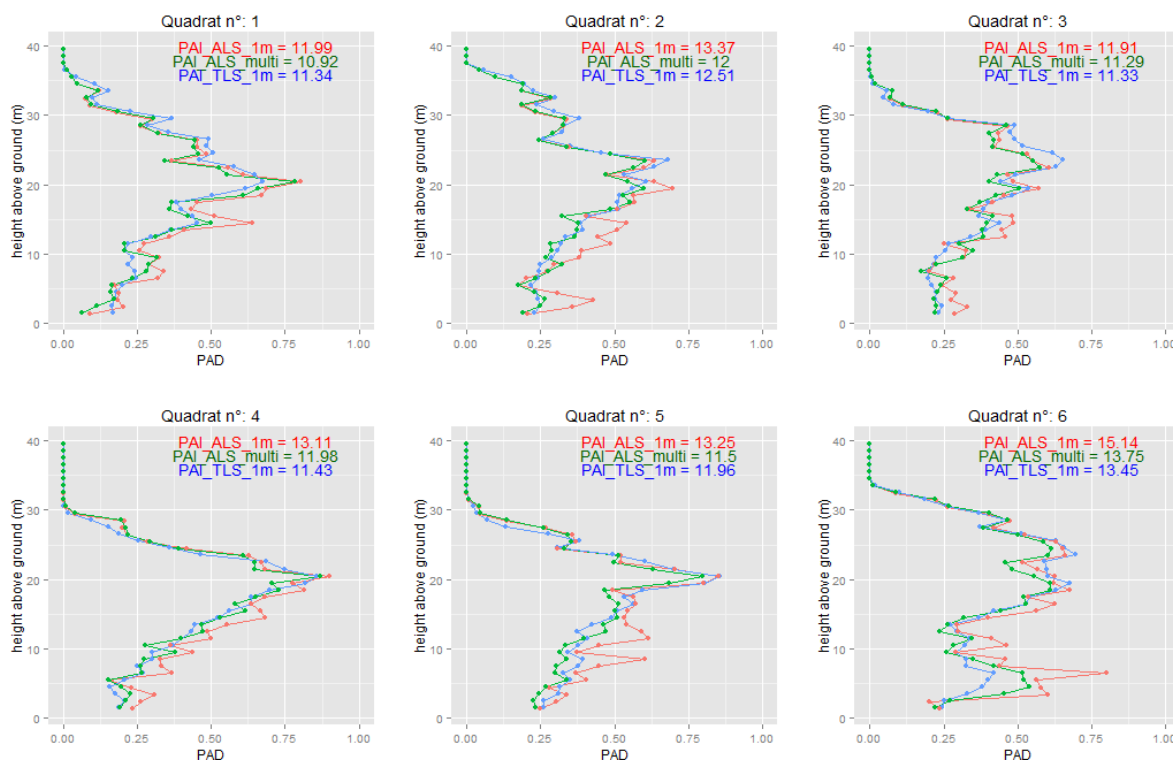 Quadrat n°: 1
PAI_ALS_1m = 11.99
PAI_ALS_multi = 10.92
PAI_TLS_1m = 11.34
height above ground (m)
40
30
20
10
0
0.00 0.25 0.50 0.75 1.00
PAD
Quadrat n°: 2
PAI_ALS_1m = 13.37
PAI_ALS_multi = 12
PAI_TLS_1m = 12.51
height above ground (m)
40
30
20
10
0
0.00 0.25 0.50 0.75 1.00
PAD
Quadrat n°: 3
PAI_ALS_1m = 11.91
PAI_ALS_multi = 11.29
PAI_TLS_1m = 11.33
height above ground (m)
40
30
20
10
0
0.00 0.25 0.50 0.75 1.00
PAD
Quadrat n°: 4
PAI_ALS_1m = 13.11
PAI_ALS_multi = 11.98
PAI_TLS_1m = 11.43
height above ground (m)
40
30
20
10
0
0.00 0.25 0.50 0.75 1.00
PAD
Quadrat n°: 5
PAI_ALS_1m = 13.25
PAI_ALS_multi = 11.5
PAI_TLS_1m = 11.96
height above ground (m)
40
30
20
10
0
0.00 0.25 0.50 0.75 1.00
PAD
Quadrat n°: 6
PAI_ALS_1m = 15.14
PAI_ALS_multi = 13.75
PAI_TLS_1m = 13.45
height above ground (m)
40
30
20
10
0
0.00 0.25 0.50 0.75 1.00
PAD